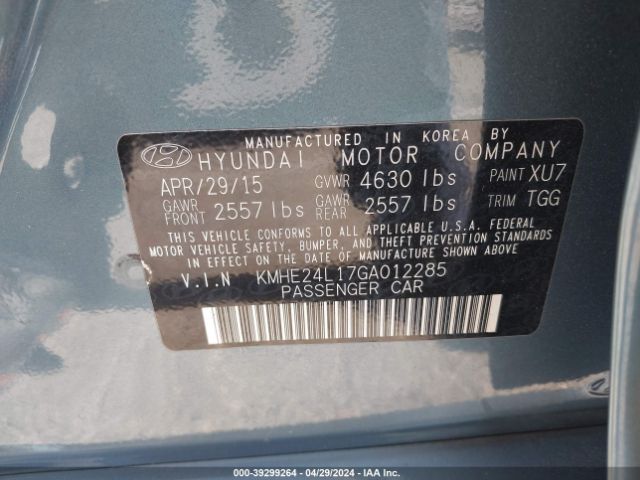 MANUFACTURED IN KOREA BY
HYUNDAI MOTOR COMPANY
APR/29/15 GVWR 4630 lbs PAINT XU7
GAWR FRONT 2557 lbs GAWR REAR 2557 lbs TRIM TGG
THIS VEHICLE CONFORMS TO ALL APPLICABLE U.S.A. FEDERAL
MOTOR VEHICLE SAFETY, BUMPER, AND THEFT PREVENTION
STANDARDS IN EFFECT ON THE DATE OF MANUFACTURE SHOWN ABOVE
V.I.N KMHE24L17GA012285
PASSENGER CAR
000-39299264 - 04/29/2024 - IAA Inc.